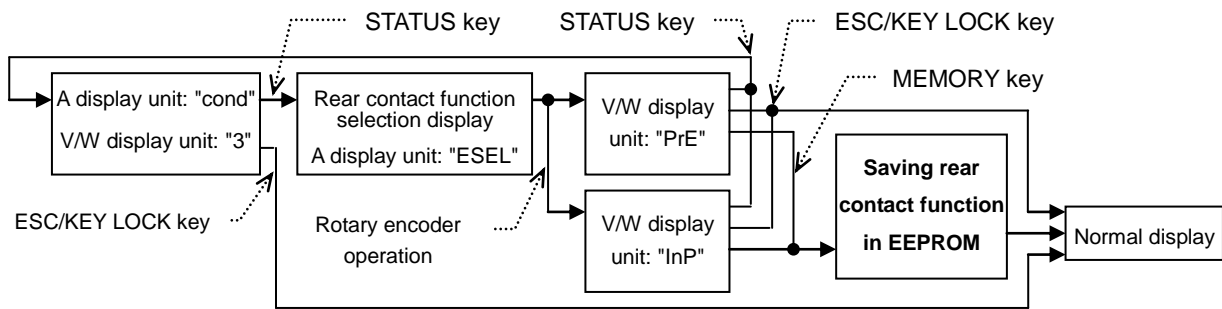 STATUS key
STATUS key
ESC/KEY LOCK key
MEMORY key
A display unit: "cond"
V/W display unit: "3"
Rear contact function
selection display
A display unit: "ESEL"
V/W display
unit: "PrE"
V/W display
unit: "InP"
Saving rear
contact function
in EEPROM
Normal display
ESC/KEY LOCK key
Rotary encoder
operation